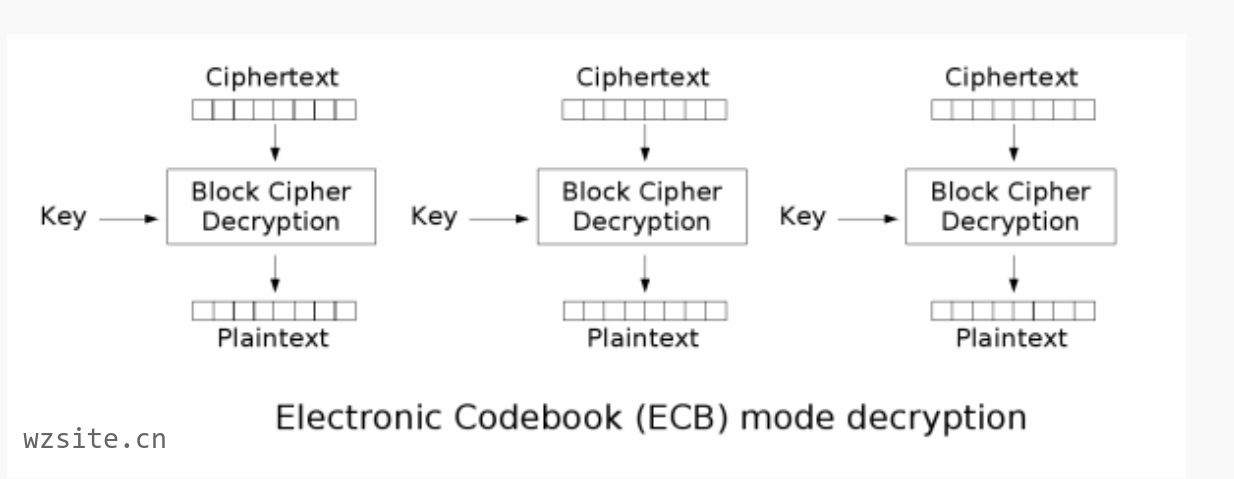 Ciphertext Ciphertext Ciphertext
Block Cipher Block Cipher Block Cipher
Key Decryption Key Decryption Key Decryption
Plaintext Plaintext Plaintext
Electronic Codebook (ECB) mode decryption
wzsite.cn